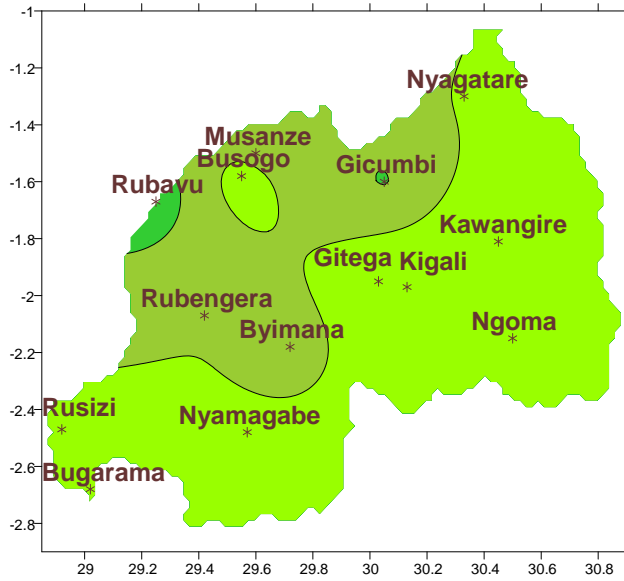 -1
-1.2
Nyagatare
-1.4
Musanze
Busogo
Gicumbi
-1.6
Rubavu
Kawangire
-1.8
Gitega
Kigali
-2
Rubengera
Byimana
Ngoma
-2.2
-2.4
Rusizi
Nyamagabe
-2.6
Bugarama
-2.8
29 29.2 29.4 29.6 29.8 30 30.2 30.4 30.6 30.8